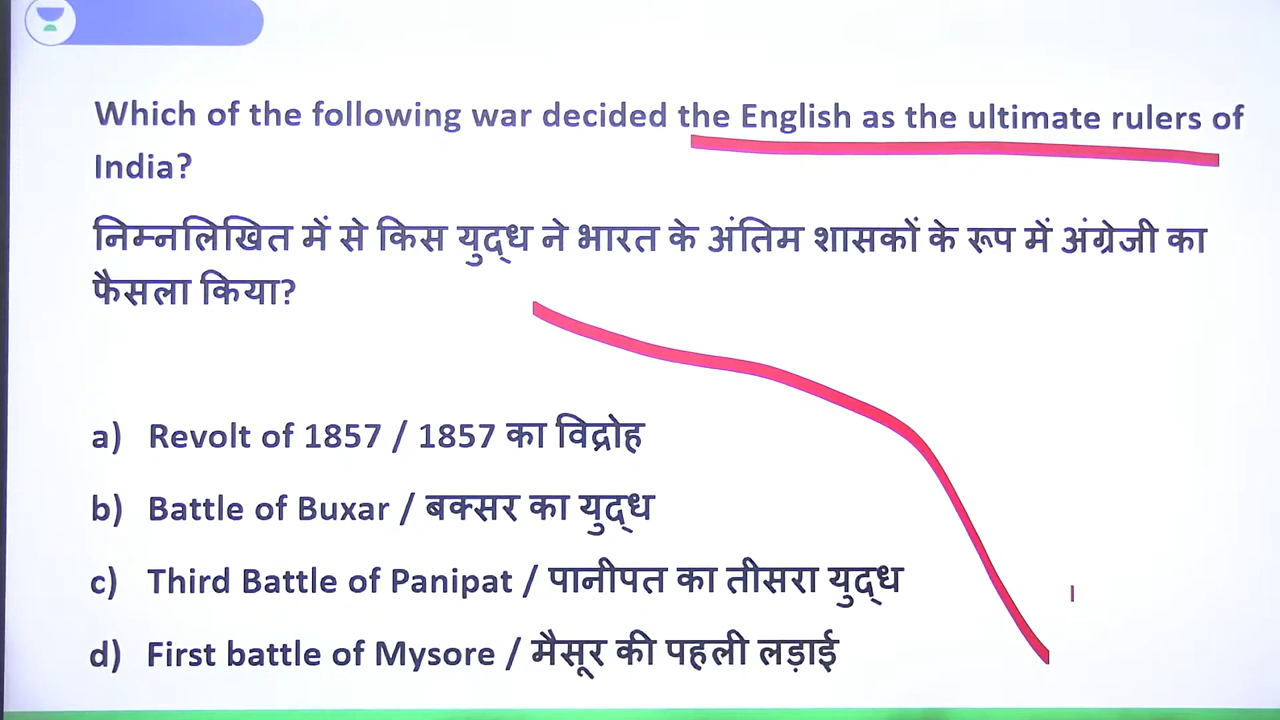 Which of the following war decided the English as the ultimate rulers of
India?
निम्नलिखित में से किस युद्ध ने भारत के अंतिम शासकों के रूप में अंग्रेजी का
फैसला किया?
a) Revolt of 1857 / 1857 का विद्रोह
b) Battle of Buxar / बक्सर का युद्ध
c) Third Battle of Panipat / पानीपत का तीसरा युद्ध
d) First battle of Mysore / मैसूर की पहली लड़ाई